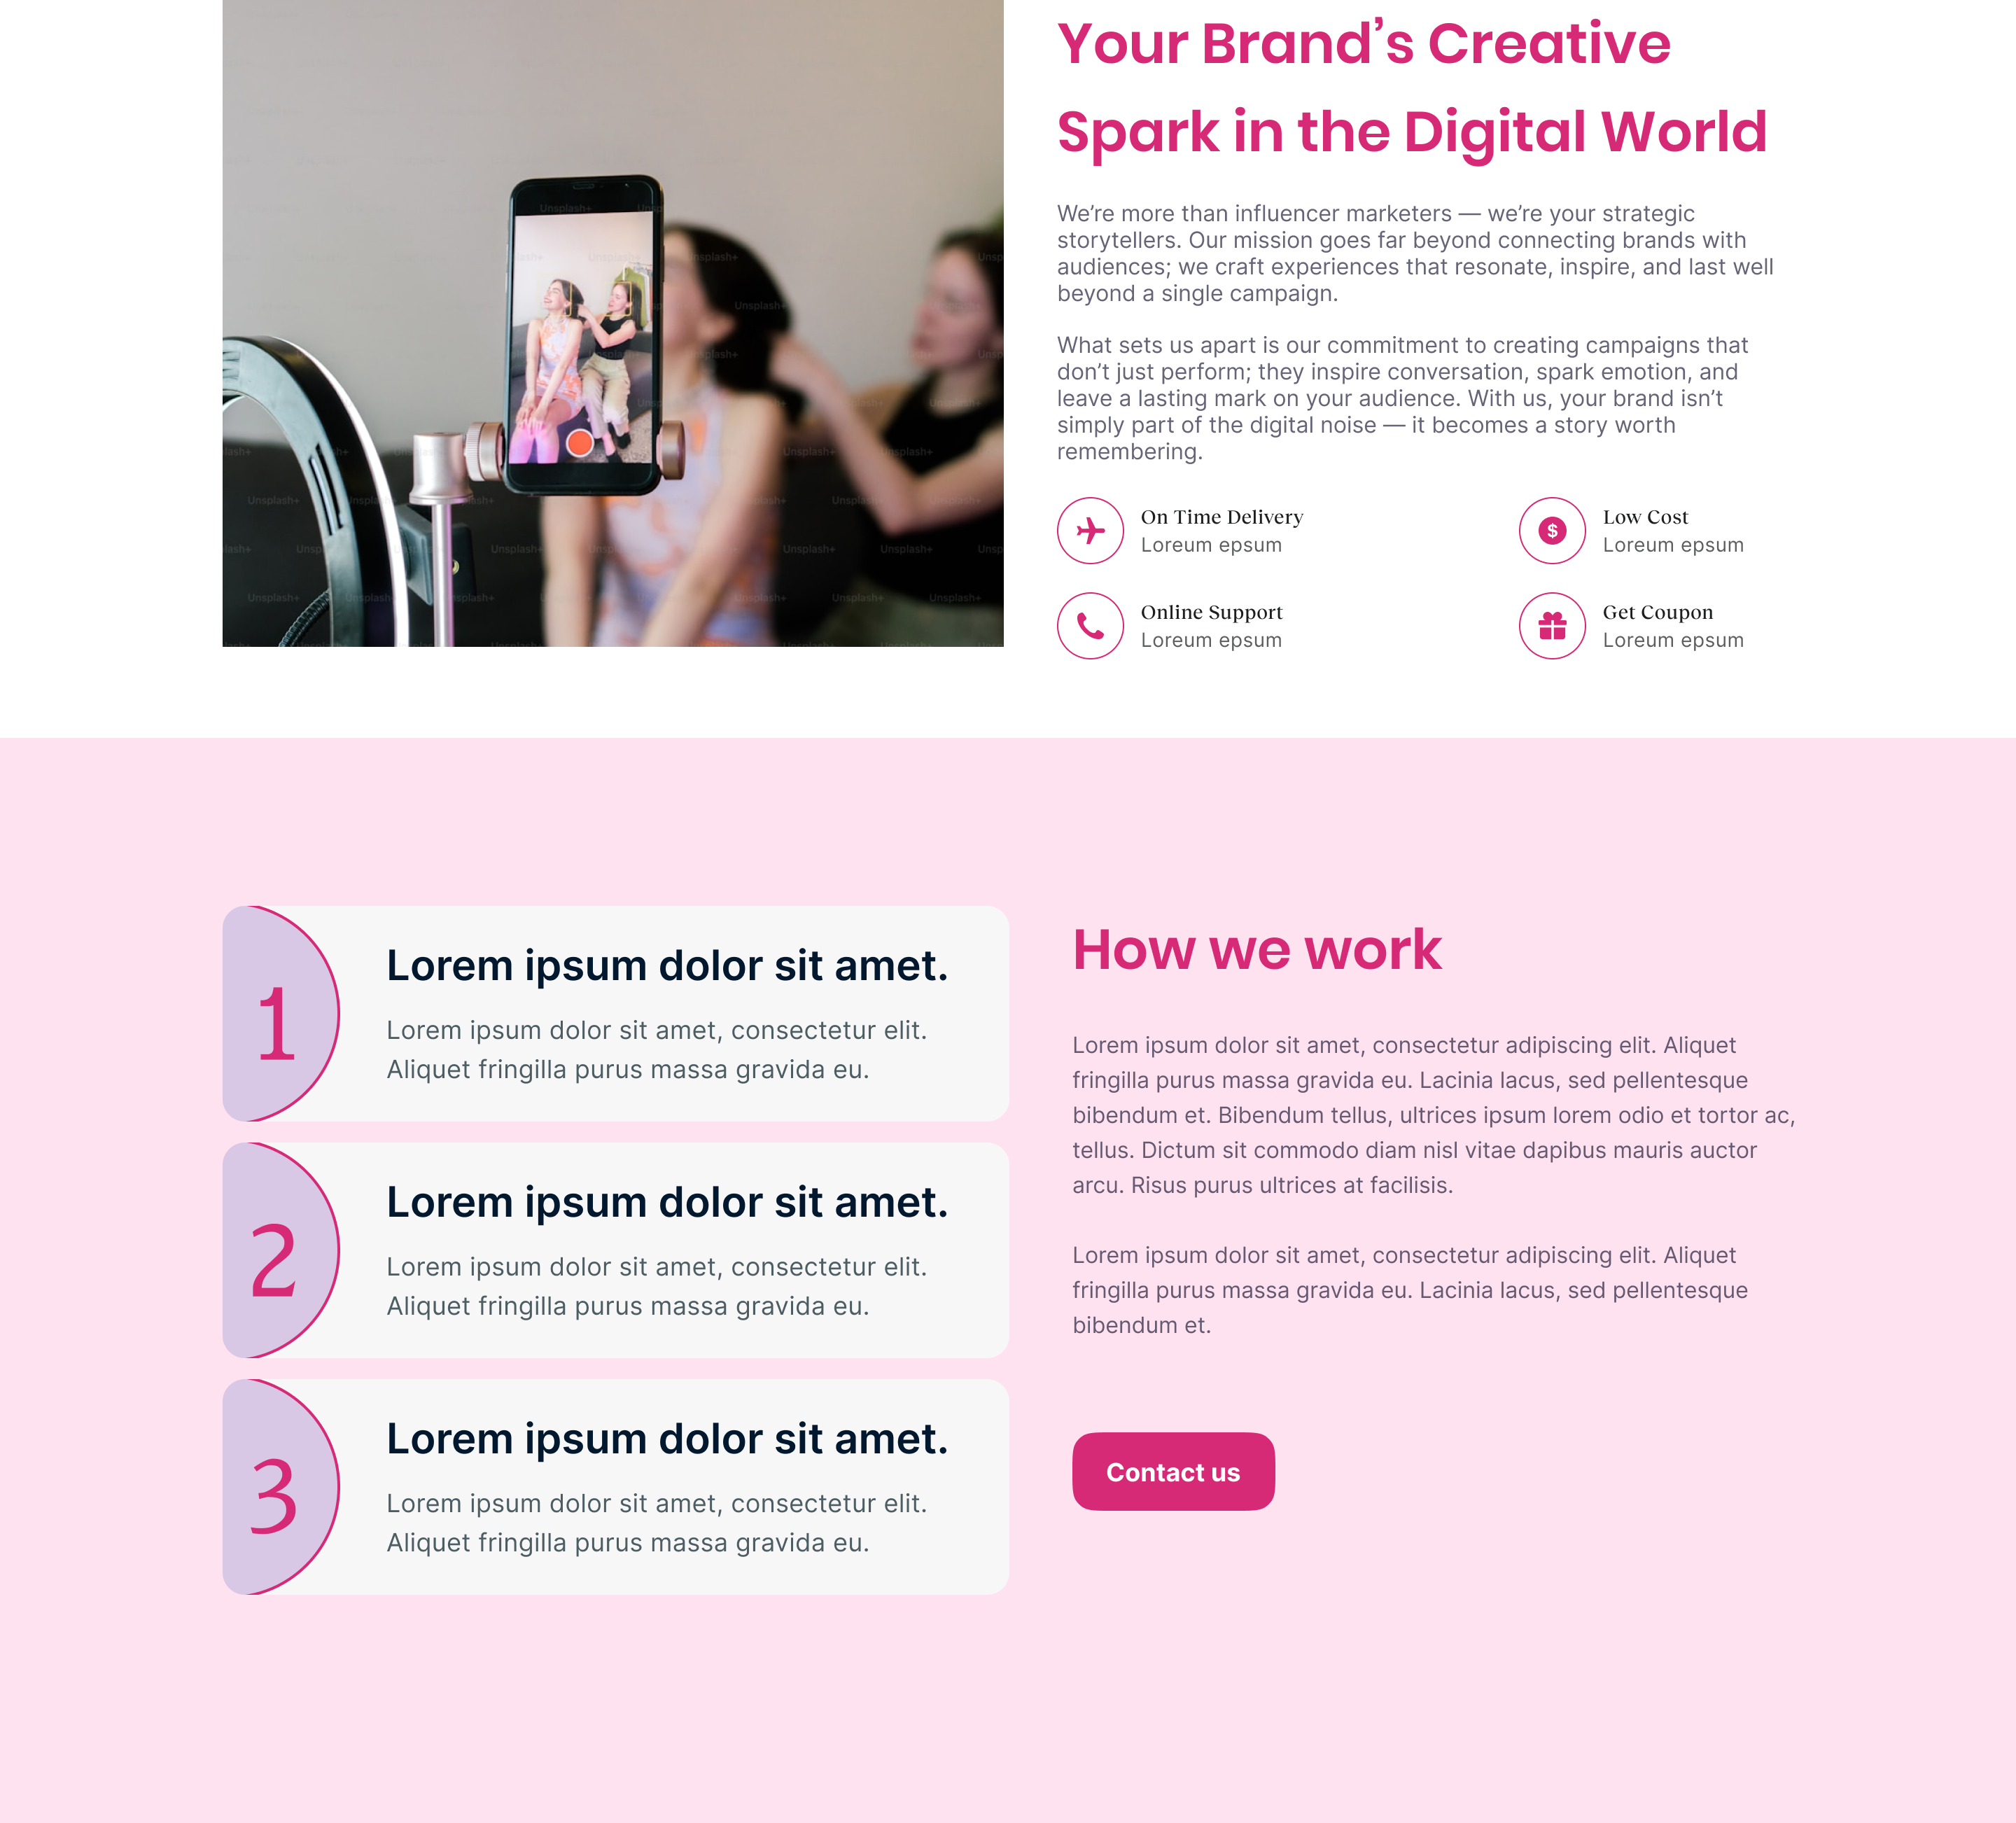 Your Brand’s Creative
Spark in the Digital World
We’re more than influencer marketers — we’re your strategic
storytellers. Our mission goes far beyond connecting brands with
audiences; we craft experiences that resonate, inspire, and last well
beyond a single campaign.
What sets us apart is our commitment to creating campaigns that
don’t just perform; they inspire conversation, spark emotion, and
leave a lasting mark on your audience. With us, your brand isn’t
simply part of the digital noise — it becomes a story worth
remembering.
On Time Delivery
Loreum epsum
Low Cost
Loreum epsum
Online Support
Loreum epsum
Get Coupon
Loreum epsum
1
Lorem ipsum dolor sit amet.
Lorem ipsum dolor sit amet, consectetur elit.
Aliquet fringilla purus massa gravida eu.
2
Lorem ipsum dolor sit amet.
Lorem ipsum dolor sit amet, consectetur elit.
Aliquet fringilla purus massa gravida eu.
3
Lorem ipsum dolor sit amet.
Lorem ipsum dolor sit amet, consectetur elit.
Aliquet fringilla purus massa gravida eu.
How we work
Lorem ipsum dolor sit amet, consectetur adipiscing elit. Aliquet
fringilla purus massa gravida eu. Lacinia lacus, sed pellentesque
bibendum et. Bibendum tellus, ultrices ipsum lorem odio et tortor ac,
tellus. Dictum sit commodo diam nisl vitae dapibus mauris auctor
arcu. Risus purus ultrices at facilisis.
Lorem ipsum dolor sit amet, consectetur adipiscing elit. Aliquet
fringilla purus massa gravida eu. Lacinia lacus, sed pellentesque
bibendum et.
Contact us